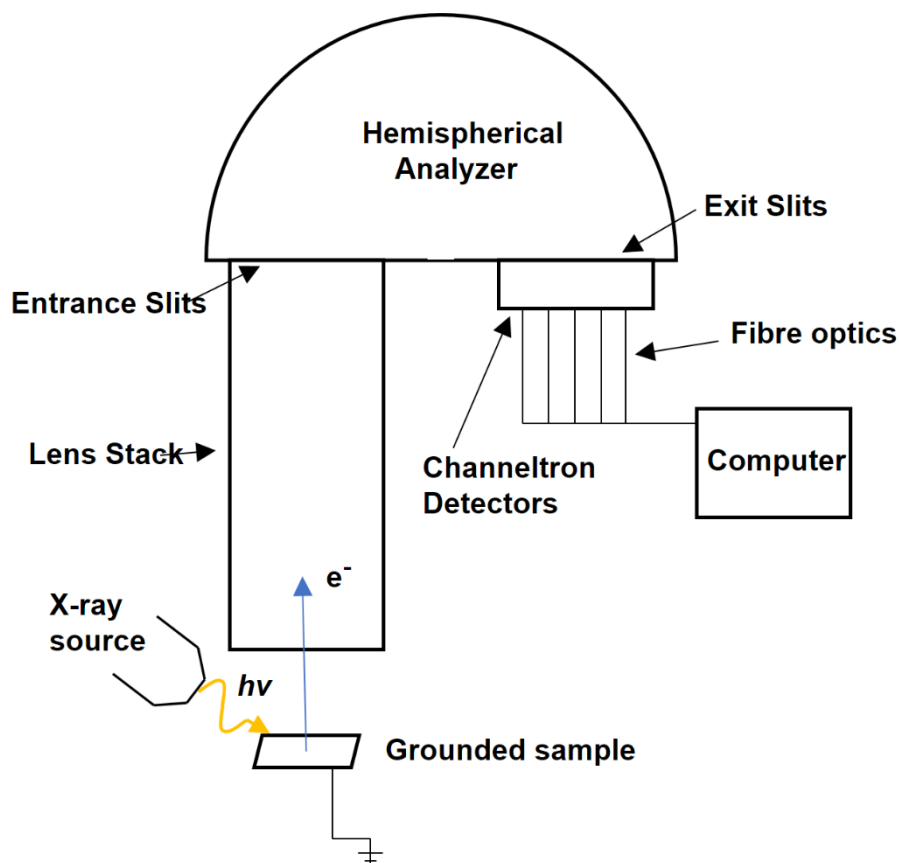 Hemispherical
Analyzer
Exit Slits
Entrance Slits
Fibre optics
Lens Stack
Channeltron
Detectors
Computer
e-
X-ray
source
hv
Grounded sample